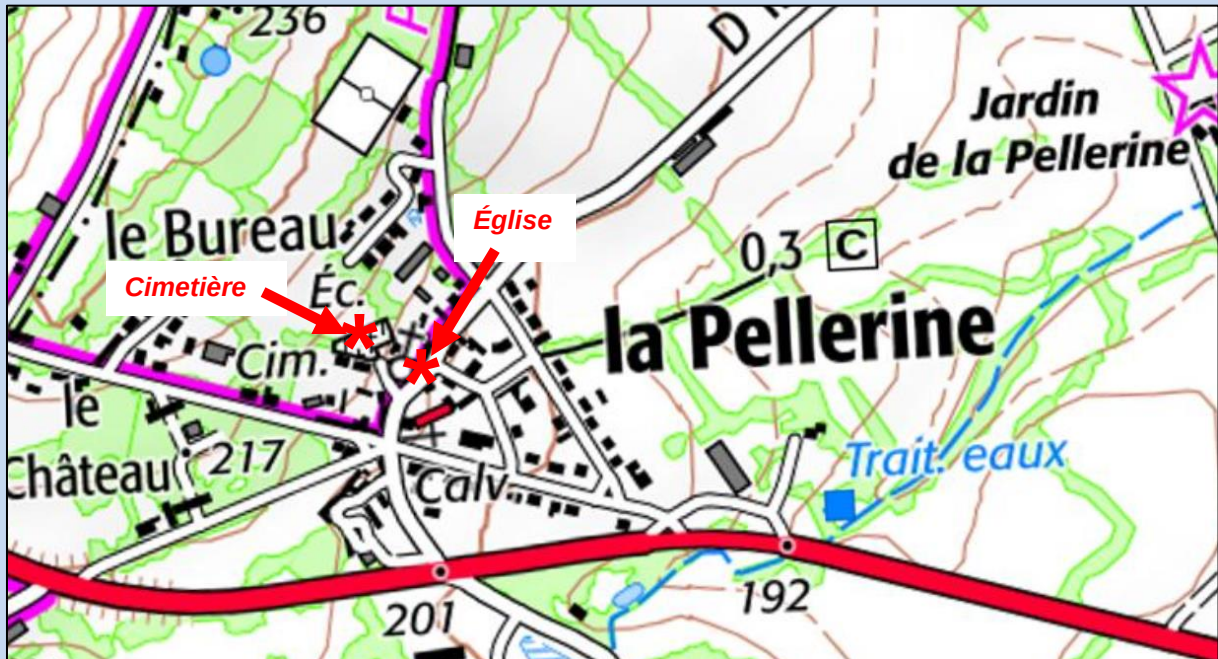 236
P
D
Jardin
de la Pellerine
Église
le Bureau
0,3 C
Cimetière
Éc.
la Pellerine
Cim.
le
Château
217
Calv.
Trait. eaux
192
201